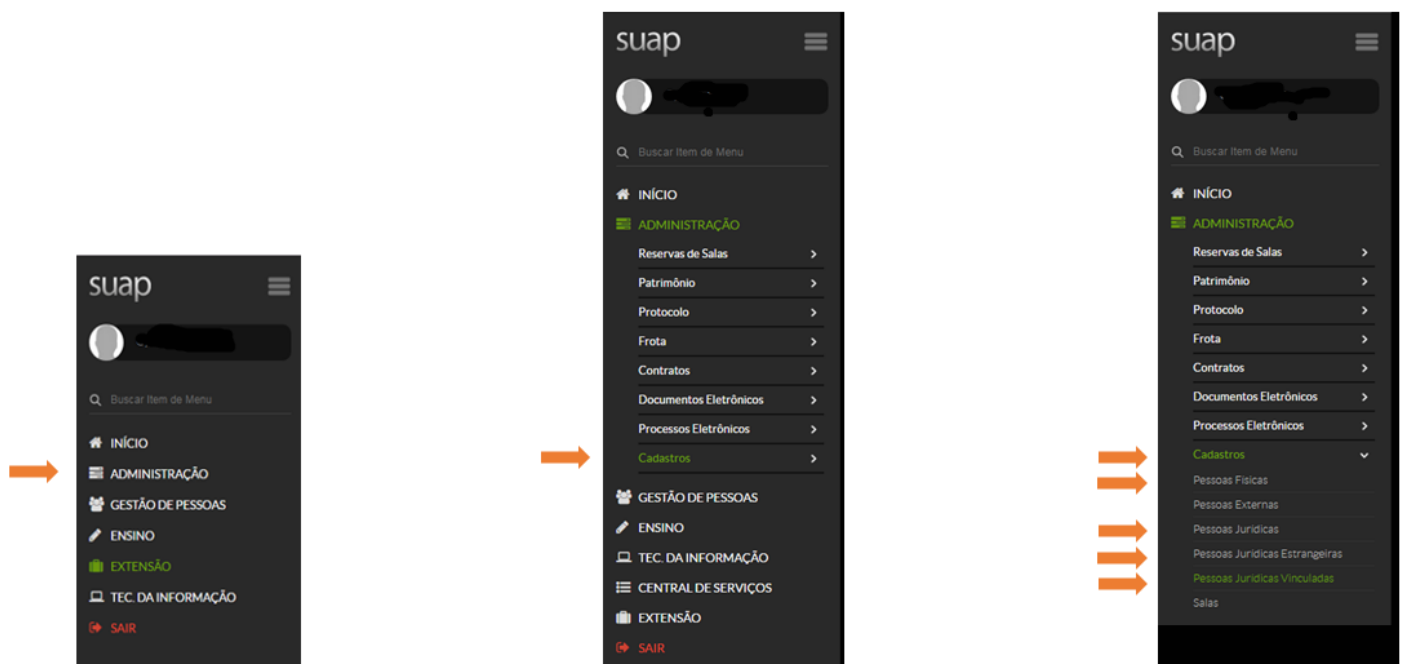 suap
Buscar Item de Menu
INÍCIO
ADMINISTRAÇÃO
GESTÃO DE PESSOAS
ENSINO
EXTENSÃO
TEC. DA INFORMAÇÃO
SAIR
suap
Buscar Item de Menu
INÍCIO
ADMINISTRAÇÃO
Reservas de Salas
Patrimônio
Protocolo
Frota
Contratos
Documentos Eletrônicos
Processos Eletrônicos
Cadastros
GESTÃO DE PESSOAS
ENSINO
TEC. DA INFORMAÇÃO
CENTRAL DE SERVIÇOS
EXTENSÃO
SAIR
suap
Buscar Item de Menu
INÍCIO
ADMINISTRAÇÃO
Reservas de Salas
Patrimônio
Protocolo
Frota
Contratos
Documentos Eletrônicos
Processos Eletrônicos
Cadastros
Pessoas Físicas
Pessoas Externas
Pessoas Jurídicas
Pessoas Jurídicas Estrangeiras
Pessoas Jurídicas Vinculadas
Salas